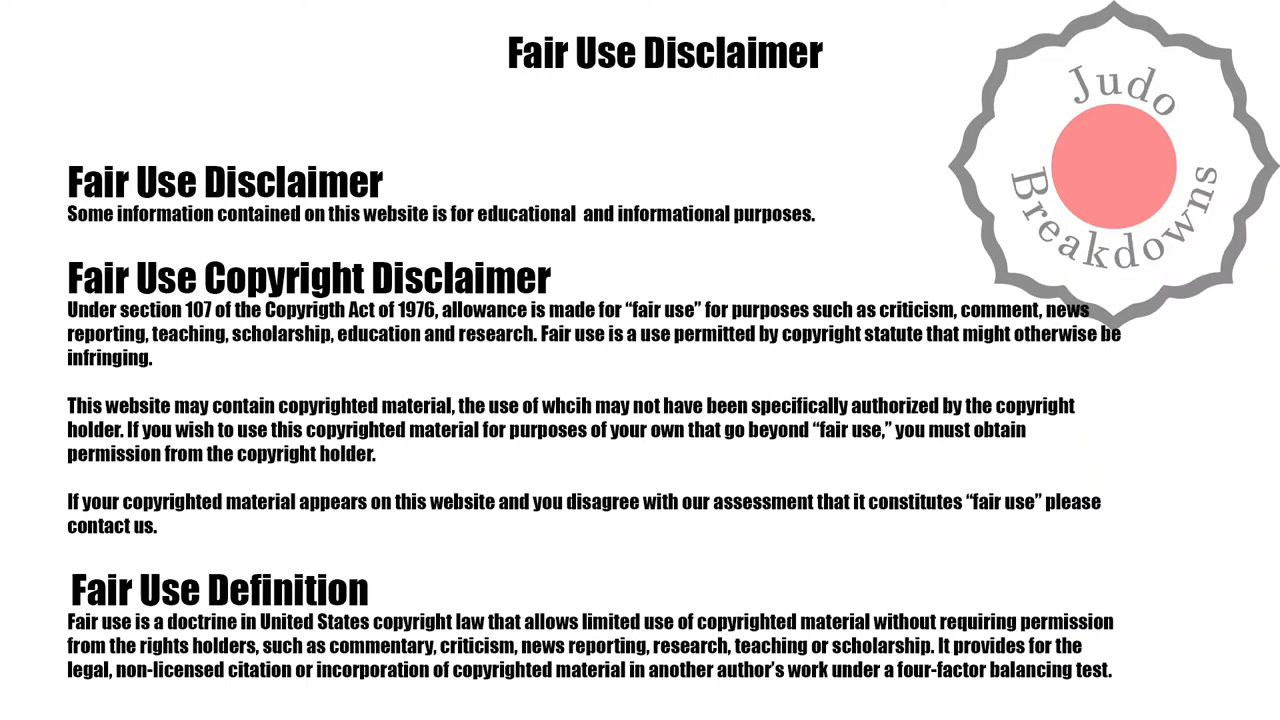 Fair Use Disclaimer
Judo
Breakdowns
Fair Use Disclaimer
Some information contained on this website is for educational  and informational purposes.
Fair Use Copyright Disclaimer
Under section 107 of the Copyrigth Act of 1976, allowance is made for “fair use” for purposes such as criticism, comment, news
reporting, teaching, scholarship, education and research. Fair use is a use permitted by copyright statute that might otherwise be
infringing.
This website may contain copyrighted material, the use of whcih may not have been specifically authorized by the copyright
holder. If you wish to use this copyrighted material for purposes of your own that go beyond “fair use,” you must obtain
permission from the copyright holder.
If your copyrighted material appears on this website and you disagree with our assessment that it constitutes “fair use” please
contact us.
Fair Use Definition
Fair use is a doctrine in United States copyright law that allows limited use of copyrighted material without requiring permission
from the rights holders, such as commentary, criticism, news reporting, research, teaching or scholarship. It provides for the
legal, non-licensed citation or incorporation of copyrighted material in another author’s work under a four-factor balancing test.